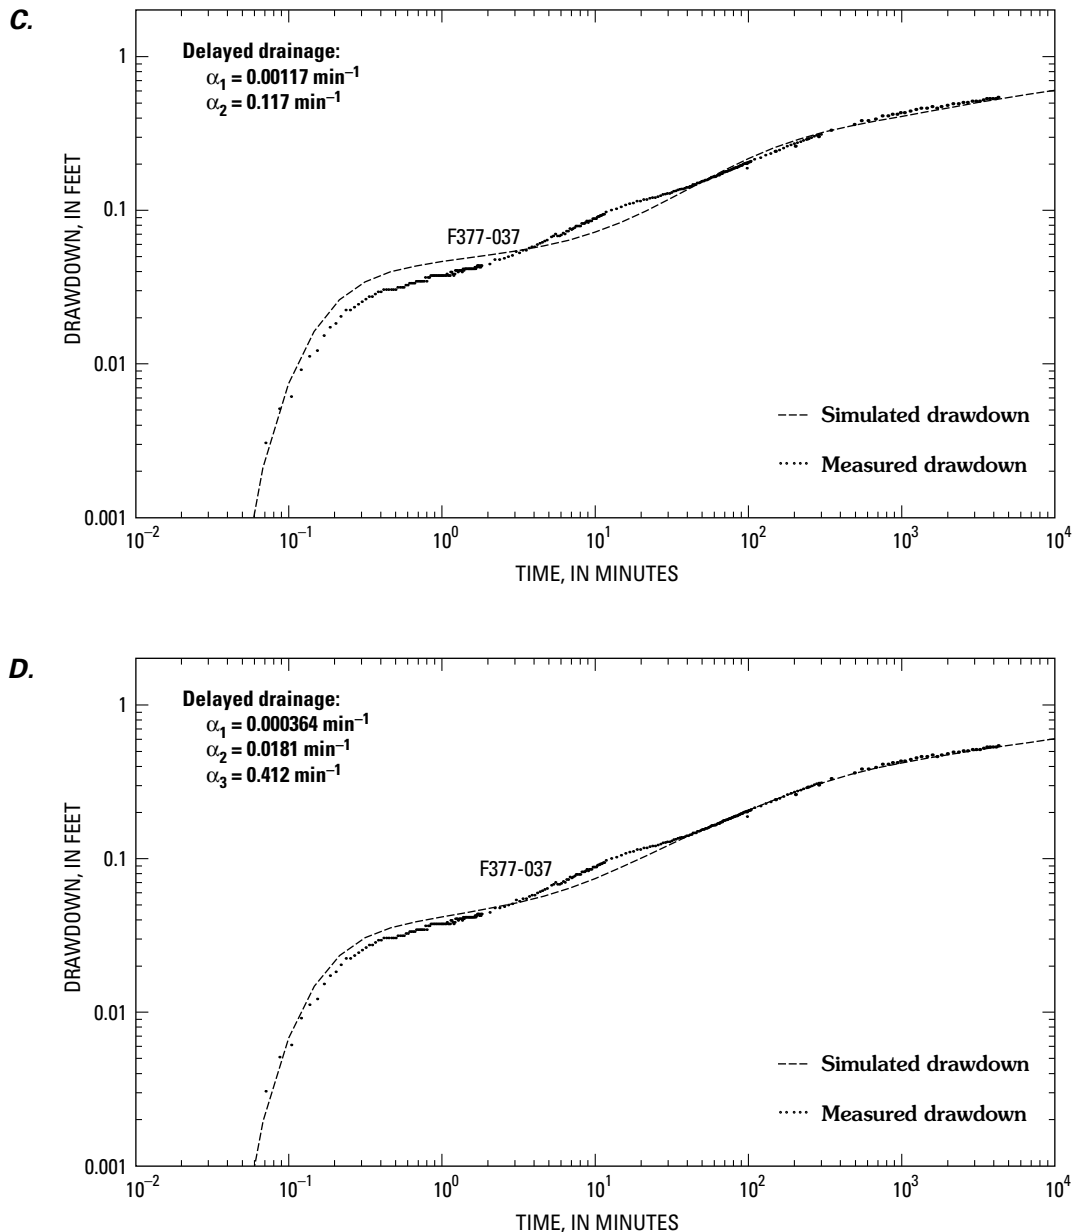 C.
Delayed drainage:
α1 = 0.00117 min⁻¹
α2 = 0.117 min⁻¹
1
0.1
0.01
0.001
DRAWDOWN, IN FEET
F377-037
Simulated drawdown
Measured drawdown
10⁻² 10⁻¹ 10⁰ 10¹ 10² 10³ 10⁴
TIME, IN MINUTES
D.
Delayed drainage:
α1 = 0.000364 min⁻¹
α2 = 0.0181 min⁻¹
α3 = 0.412 min⁻¹
1
0.1
0.01
0.001
DRAWDOWN, IN FEET
F377-037
Simulated drawdown
Measured drawdown
10⁻² 10⁻¹ 10⁰ 10¹ 10² 10³ 10⁴
TIME, IN MINUTES